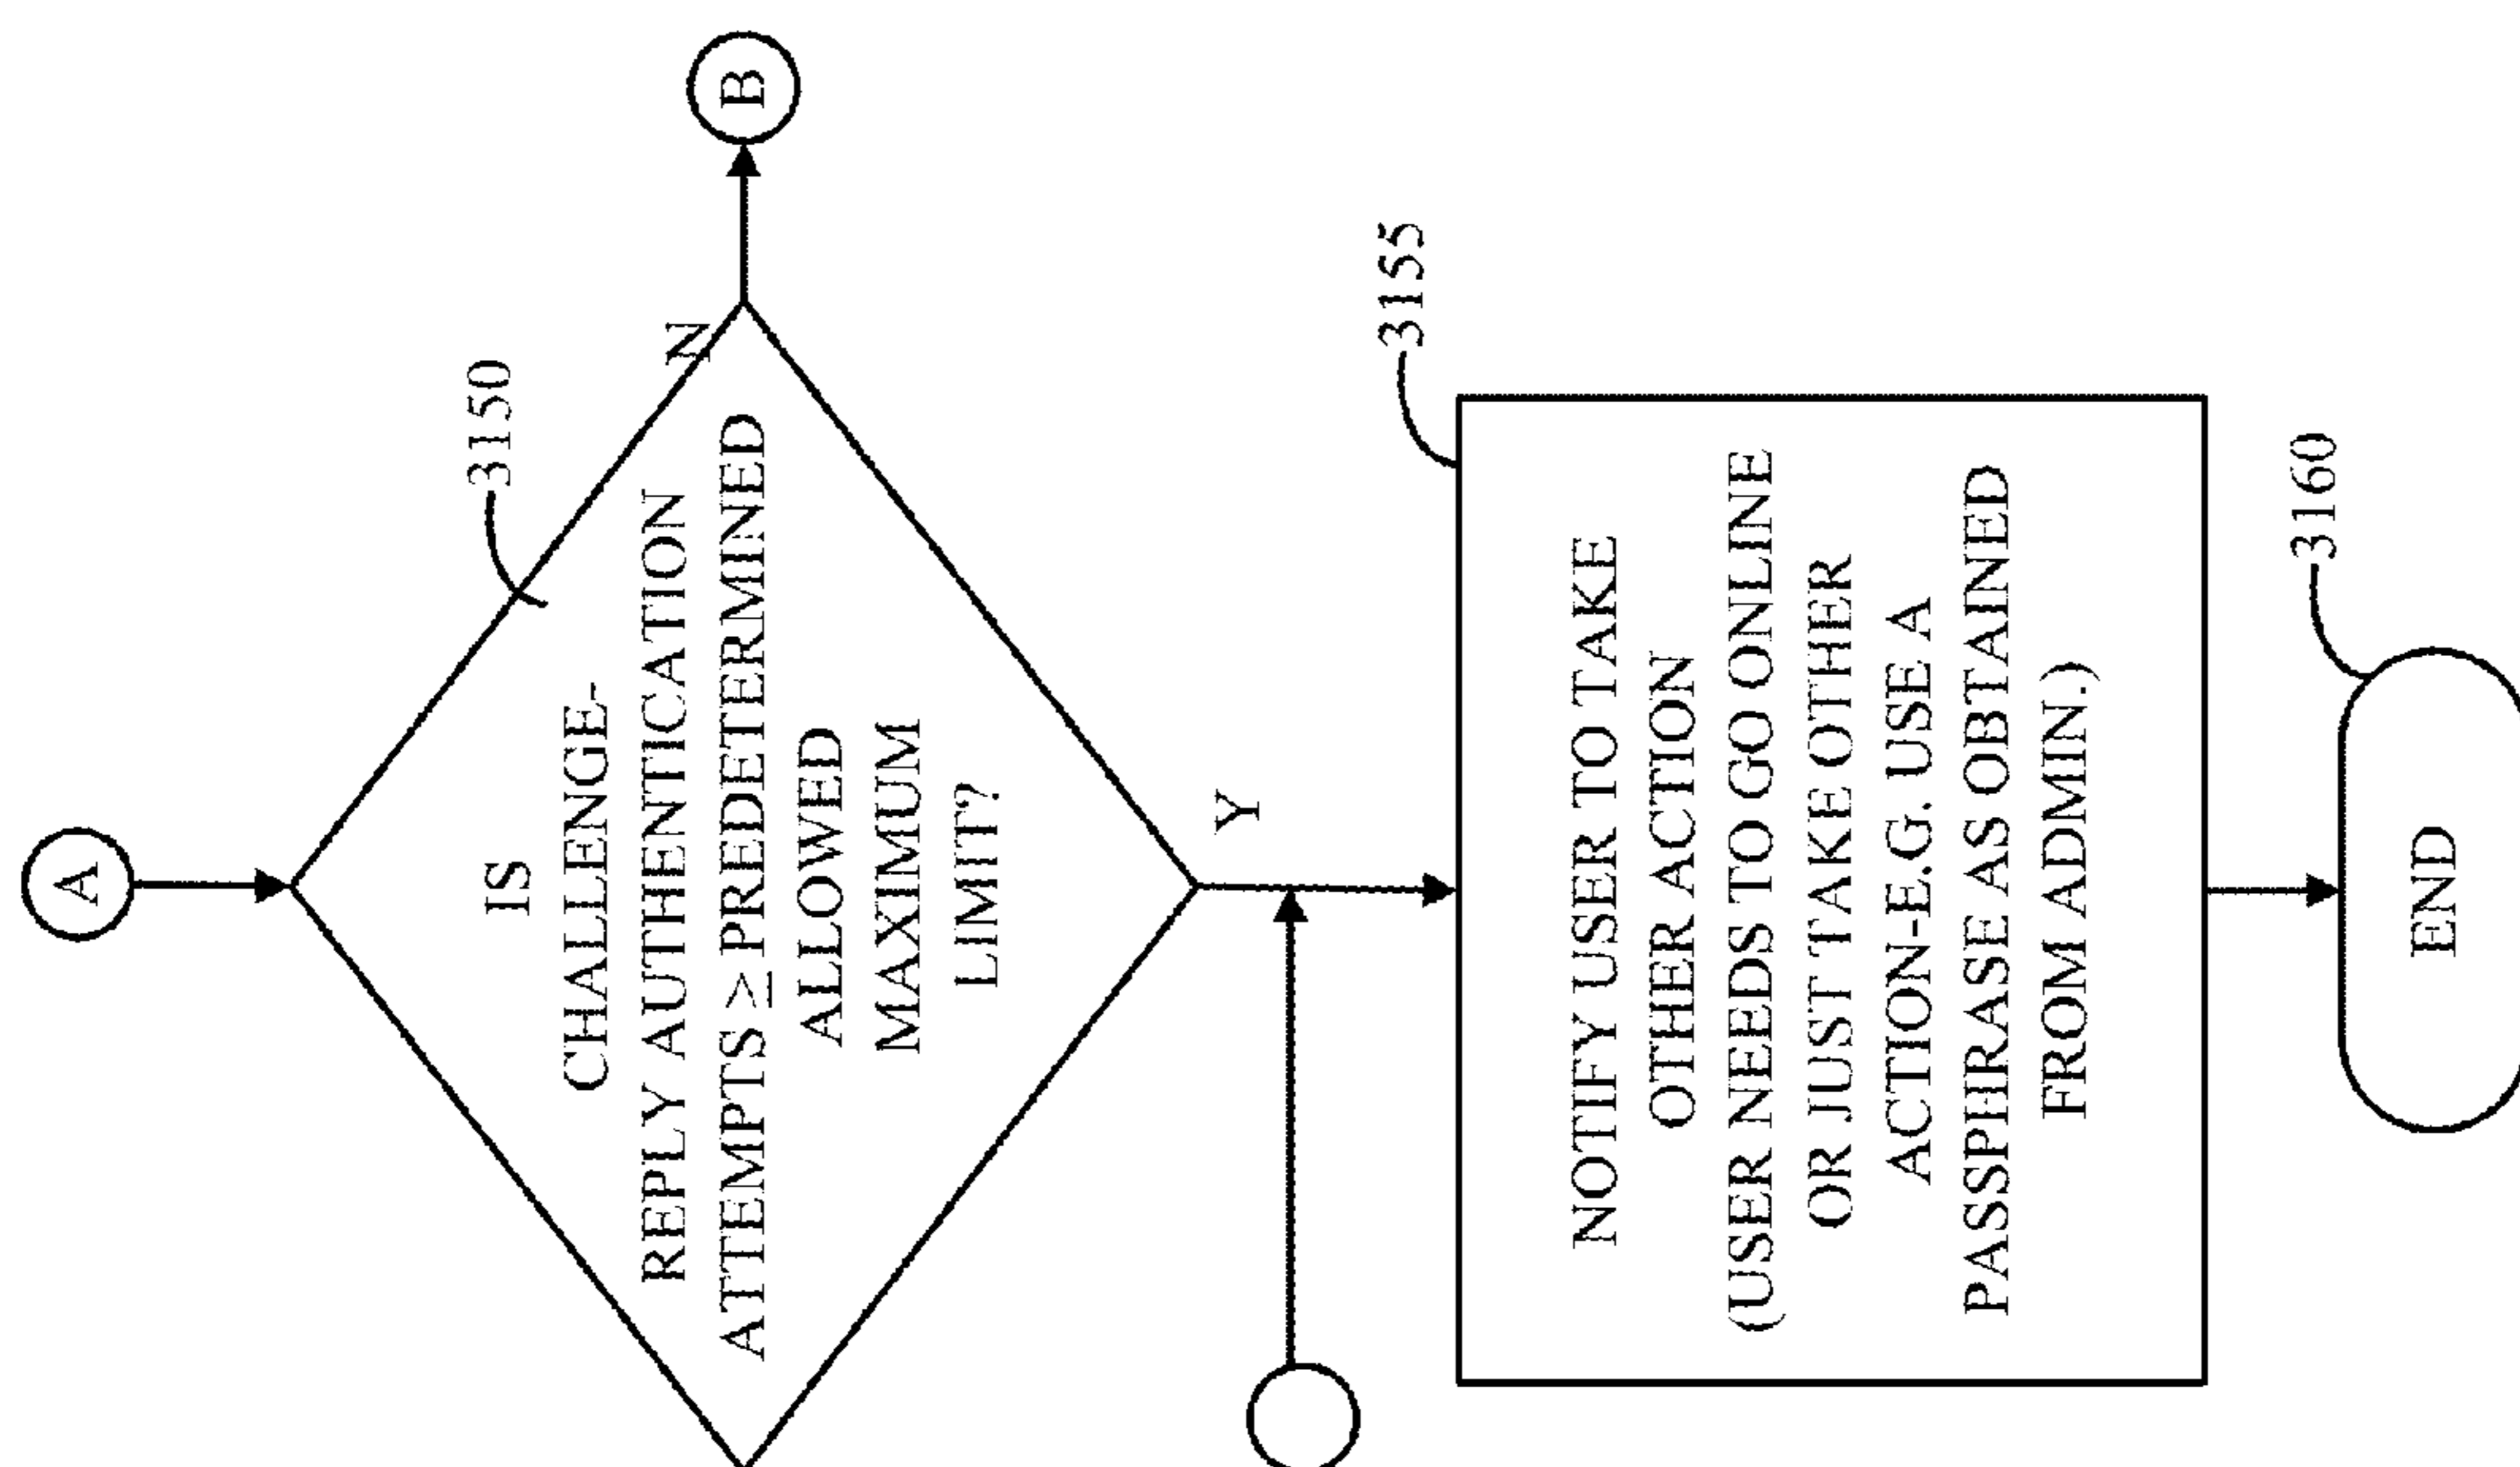 A
B
N
3150
IS
CHALLENGE-
REPLY AUTHENTICATION
ATTEMPTS ≥ PREDETERMINED
ALLOWED
MAXIMUM
LIMIT?
Y
3155
NOTIFY USER TO TAKE
OTHER ACTION
(USER NEEDS TO GO ONLINE
OR JUST TAKE OTHER
ACTION-E.G. USE A
PASSPHRASE AS OBTAINED
FROM ADMIN.)
3160
END